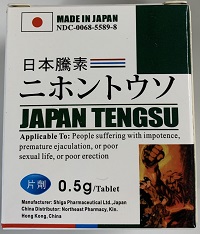 MADE IN JAPAN
NDC-0068-5589-8
日本騰素
ニホントウソ
JAPAN TENGSU
Applicable To: People suffering with impotence,
premature ejaculation, or poor
sexual life, or poor erection
片劑 0.5g/Tablet
Manufacturer: Shiga Pharmaceutical Ltd., Japan
China Distributor: Northeast Pharmacy, Kln.
Hong Kong, China